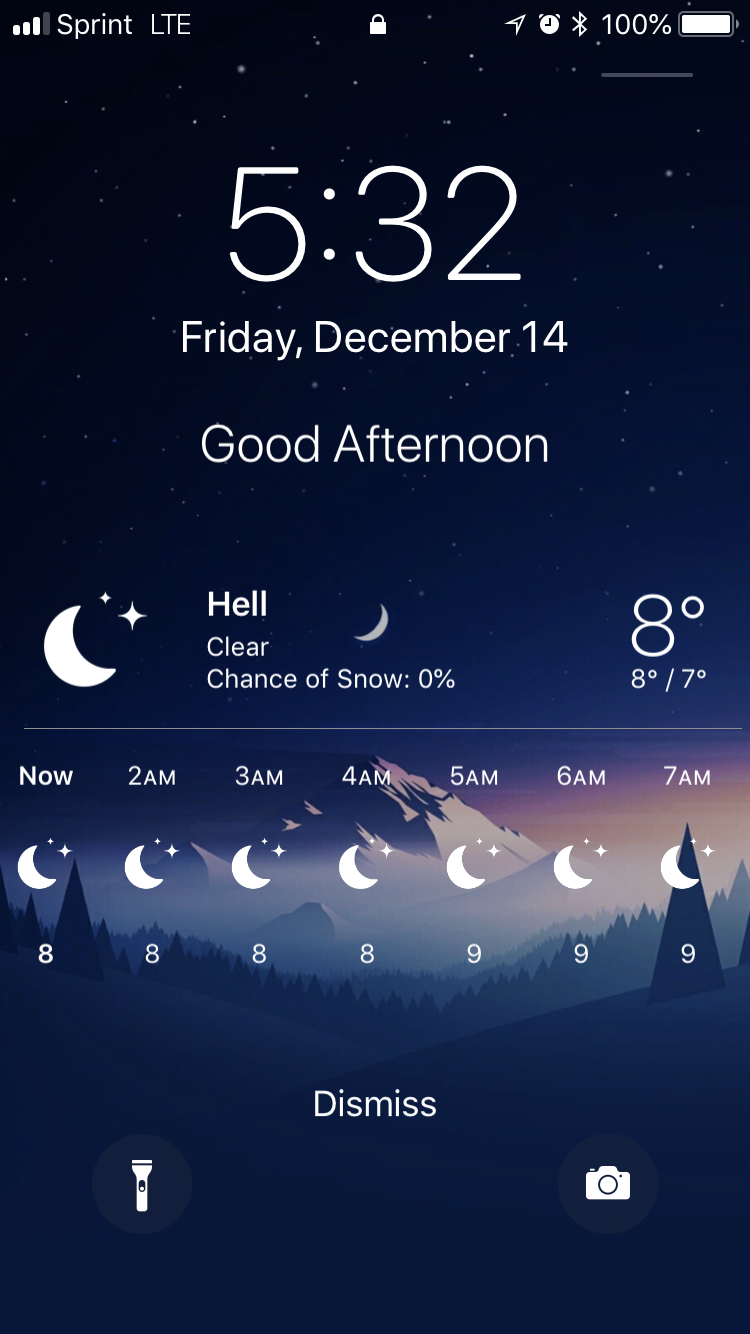 Sprint LTE 100%
5:32
Friday, December 14
Good Afternoon
Hell
Clear
Chance of Snow: 0%
8°
8° / 7°
Now 2AM 3AM 4AM 5AM 6AM 7AM
8 8 8 8 9 9 9
Dismiss